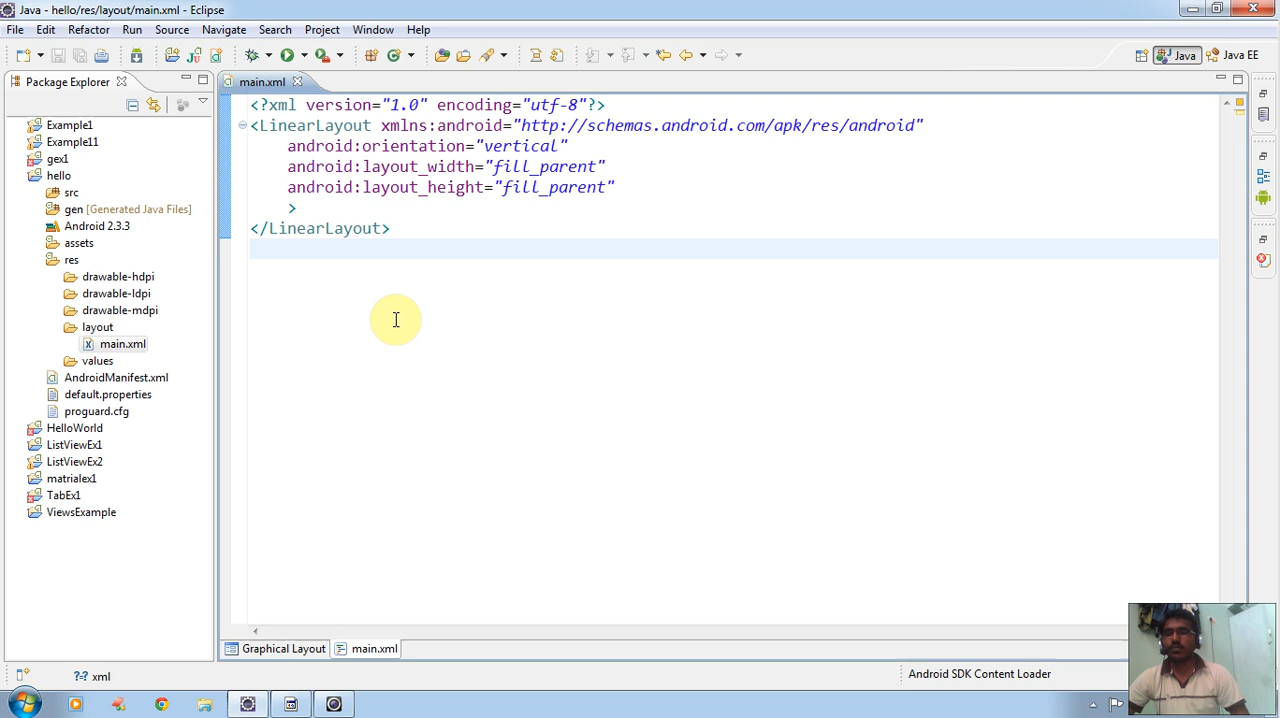 Java - hello/res/layout/main.xml - Eclipse
File Edit Refactor Run Source Navigate Search Project Window Help
Java
Java EE
Package Explorer
main.xml
Example1
Example11
gex1
hello
src
gen [Generated Java Files]
Android 2.3.3
assets
res
drawable-hdpi
drawable-ldpi
drawable-mdpi
layout
main.xml
values
AndroidManifest.xml
default.properties
proguard.cfg
HelloWorld
ListViewEx1
ListViewEx2
matrialex1
TabEx1
ViewsExample
<?xml version="1.0" encoding="utf-8"?>
<LinearLayout xmlns:android="http://schemas.android.com/apk/res/android"
android:orientation="vertical"
android:layout_width="fill_parent"
android:layout_height="fill_parent"
>
</LinearLayout>
Graphical Layout
main.xml
xml
Android SDK Content Loader